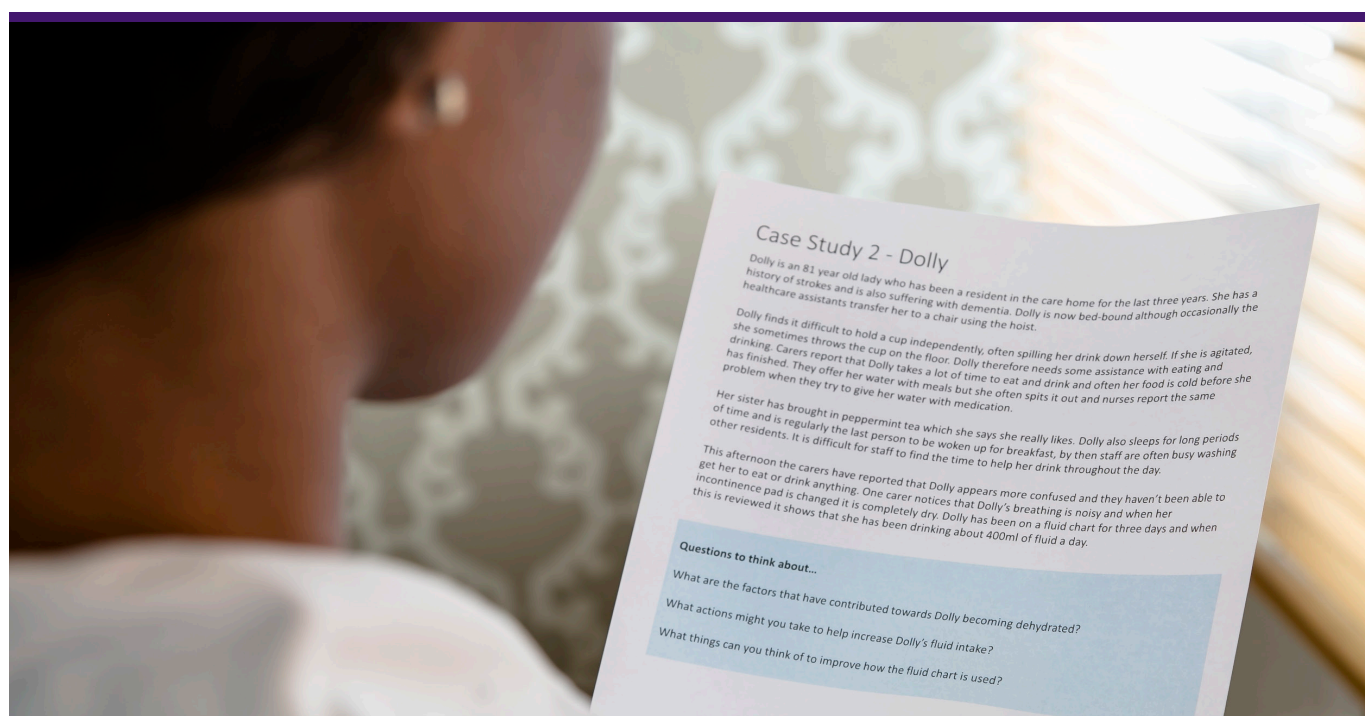 Case Study 2 - Dolly
Dolly is an 81 year old lady who has been a resident in the care home for the last three years. She has a
history of strokes and is also suffering with dementia. Dolly is now bed-bound although occasionally the
healthcare assistants transfer her to a chair using the hoist.
Dolly finds it difficult to hold a cup independently, often spilling her drink down herself. If she is agitated,
she sometimes throws the cup on the floor. Dolly therefore needs some assistance with eating and
drinking. Carers report that Dolly takes a lot of time to eat and drink and often her food is cold before she
has finished. They offer her water with meals but she often spits it out and nurses report the same
problem when they try to give her water with medication.
Her sister has brought in peppermint tea which she says she really likes. Dolly also sleeps for long periods
of time and is regularly the last person to be woken up for breakfast, by then staff are often busy washing
other residents. It is difficult for staff to find the time to help her drink throughout the day.
This afternoon the carers have reported that Dolly appears more confused and they haven't been able to
get her to eat or drink anything. One carer notices that Dolly's breathing is noisy and when her
incontinence pad is changed it is completely dry. Dolly has been on a fluid chart for three days and when
this is reviewed it shows that she has been drinking about 400ml of fluid a day.
Questions to think about...
What are the factors that have contributed towards Dolly becoming dehydrated?
What actions might you take to help increase Dolly's fluid intake?
What things can you think of to improve how the fluid chart is used?